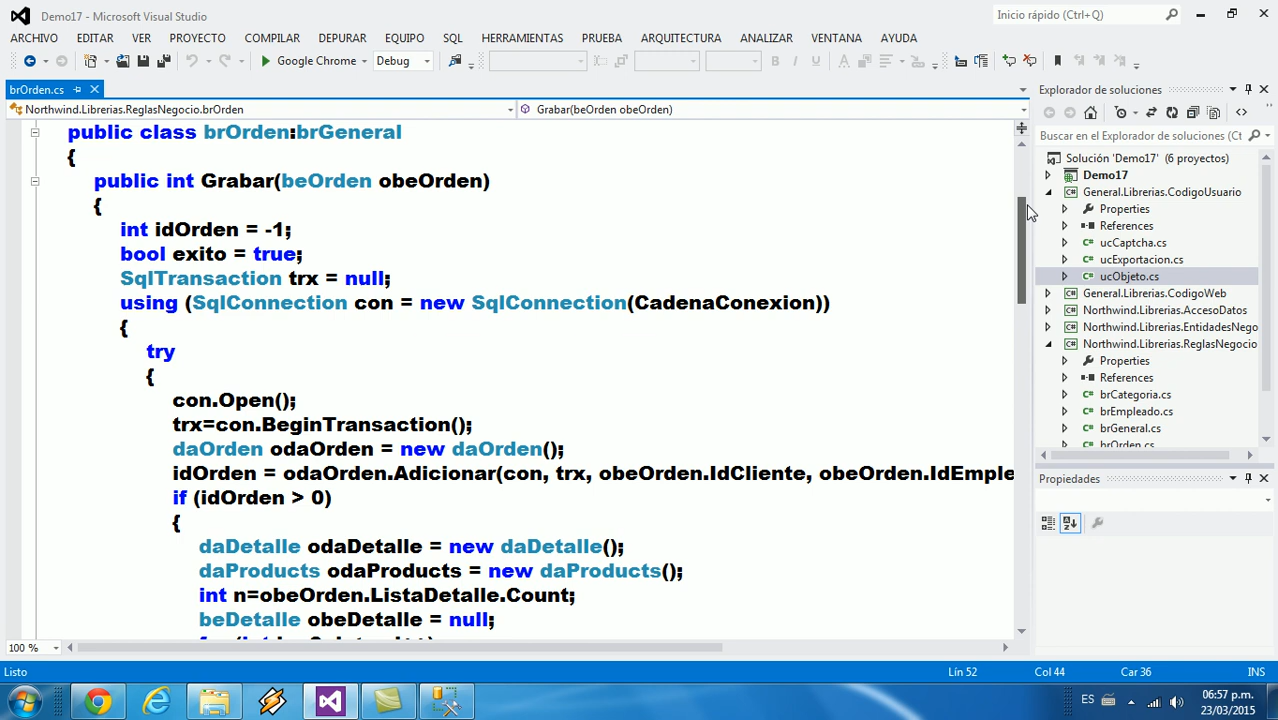 Demo17 - Microsoft Visual Studio
Inicio rápido (Ctrl+Q)
ARCHIVO EDITAR VER PROYECTO COMPILAR DEPURAR EQUIPO SQL HERRAMIENTAS PRUEBA ARQUITECTURA ANALIZAR VENTANA AYUDA
Google Chrome Debug
brOrden.cs
Northwind.Librerias.ReglasNegocio.brOrden
Grabar(beOrden obeOrden)
public class brOrden:brGeneral
{
public int Grabar(beOrden obeOrden)
{
int idOrden = -1;
bool exito = true;
SqlTransaction trx = null;
using (SqlConnection con = new SqlConnection(CadenaConexion))
{
try
{
con.Open();
trx=con.BeginTransaction();
daOrden odaOrden = new daOrden();
idOrden = odaOrden.Adicionar(con, trx, obeOrden.IdCliente, obeOrden.IdEmple
if (idOrden > 0)
{
daDetalle odaDetalle = new daDetalle();
daProducts odaProducts = new daProducts();
int n=obeOrden.ListaDetalle.Count;
beDetalle obeDetalle = null;
100 %
Explorador de soluciones
Buscar en el Explorador de soluciones (Ct
Solución 'Demo17' (6 proyectos)
Demo17
General.Librerias.CodigoUsuario
Properties
References
ucCaptcha.cs
ucExportacion.cs
ucObjeto.cs
General.Librerias.CodigoWeb
Northwind.Librerias.AccesoDatos
Northwind.Librerias.EntidadesNego
Northwind.Librerias.ReglasNegocio
Properties
References
brCategoria.cs
brEmpleado.cs
brGeneral.cs
brOrden.cs
Propiedades
Listo
Lín 52
Col 44
Car 36
INS
ES
06:57 p.m.
23/03/2015